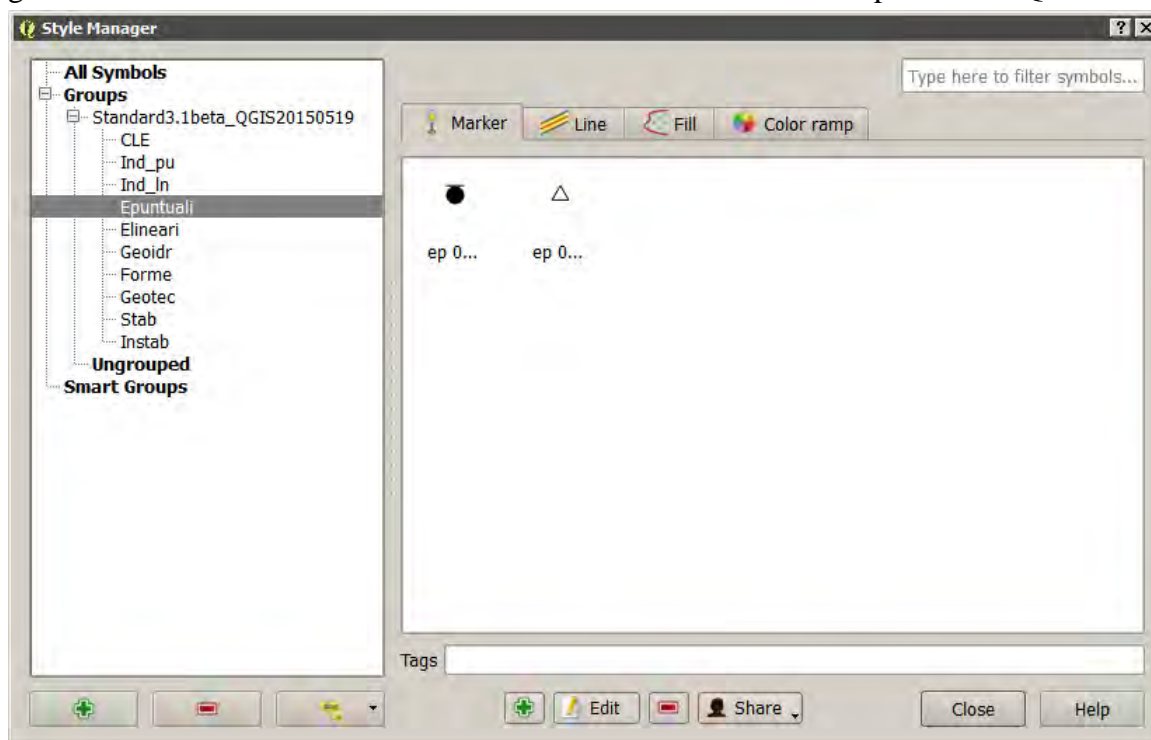 Style Manager
All Symbols
Groups
Standard3.1beta_QGIS20150519
CLE
Ind_pu
Ind_ln
Epuntuali
Elineari
Geoidr
Forme
Geotec
Stab
Instab
Ungrouped
Smart Groups
Type here to filter symbols...
Marker Line Fill Color ramp
ep 0... ep 0...
Tags
Edit Share Close Help